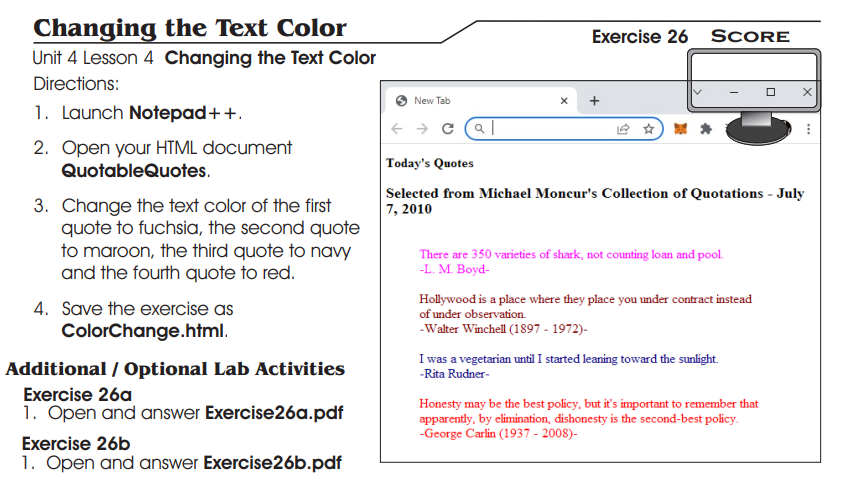 Changing the Text Color
Exercise 26 SCORE
Unit 4 Lesson 4 Changing the Text Color
Directions:
1. Launch Notepad++.
2. Open your HTML document
QuotableQuotes.
3. Change the text color of the first
quote to fuchsia, the second quote
to maroon, the third quote to navy
and the fourth quote to red.
4. Save the exercise as
ColorChange.html.
Additional / Optional Lab Activities
Exercise 26a
1. Open and answer Exercise26a.pdf
Exercise 26b
1. Open and answer Exercise26b.pdf
New Tab
Today's Quotes
Selected from Michael Moncur's Collection of Quotations - July
7, 2010
There are 350 varieties of shark, not counting loan and pool.
-L. M. Boyd-
Hollywood is a place where they place you under contract instead
of under observation.
-Walter Winchell (1897 - 1972)-
I was a vegetarian until I started leaning toward the sunlight.
-Rita Rudner-
Honesty may be the best policy, but it's important to remember that
apparently, by elimination, dishonesty is the second-best policy.
-George Carlin (1937 - 2008)-